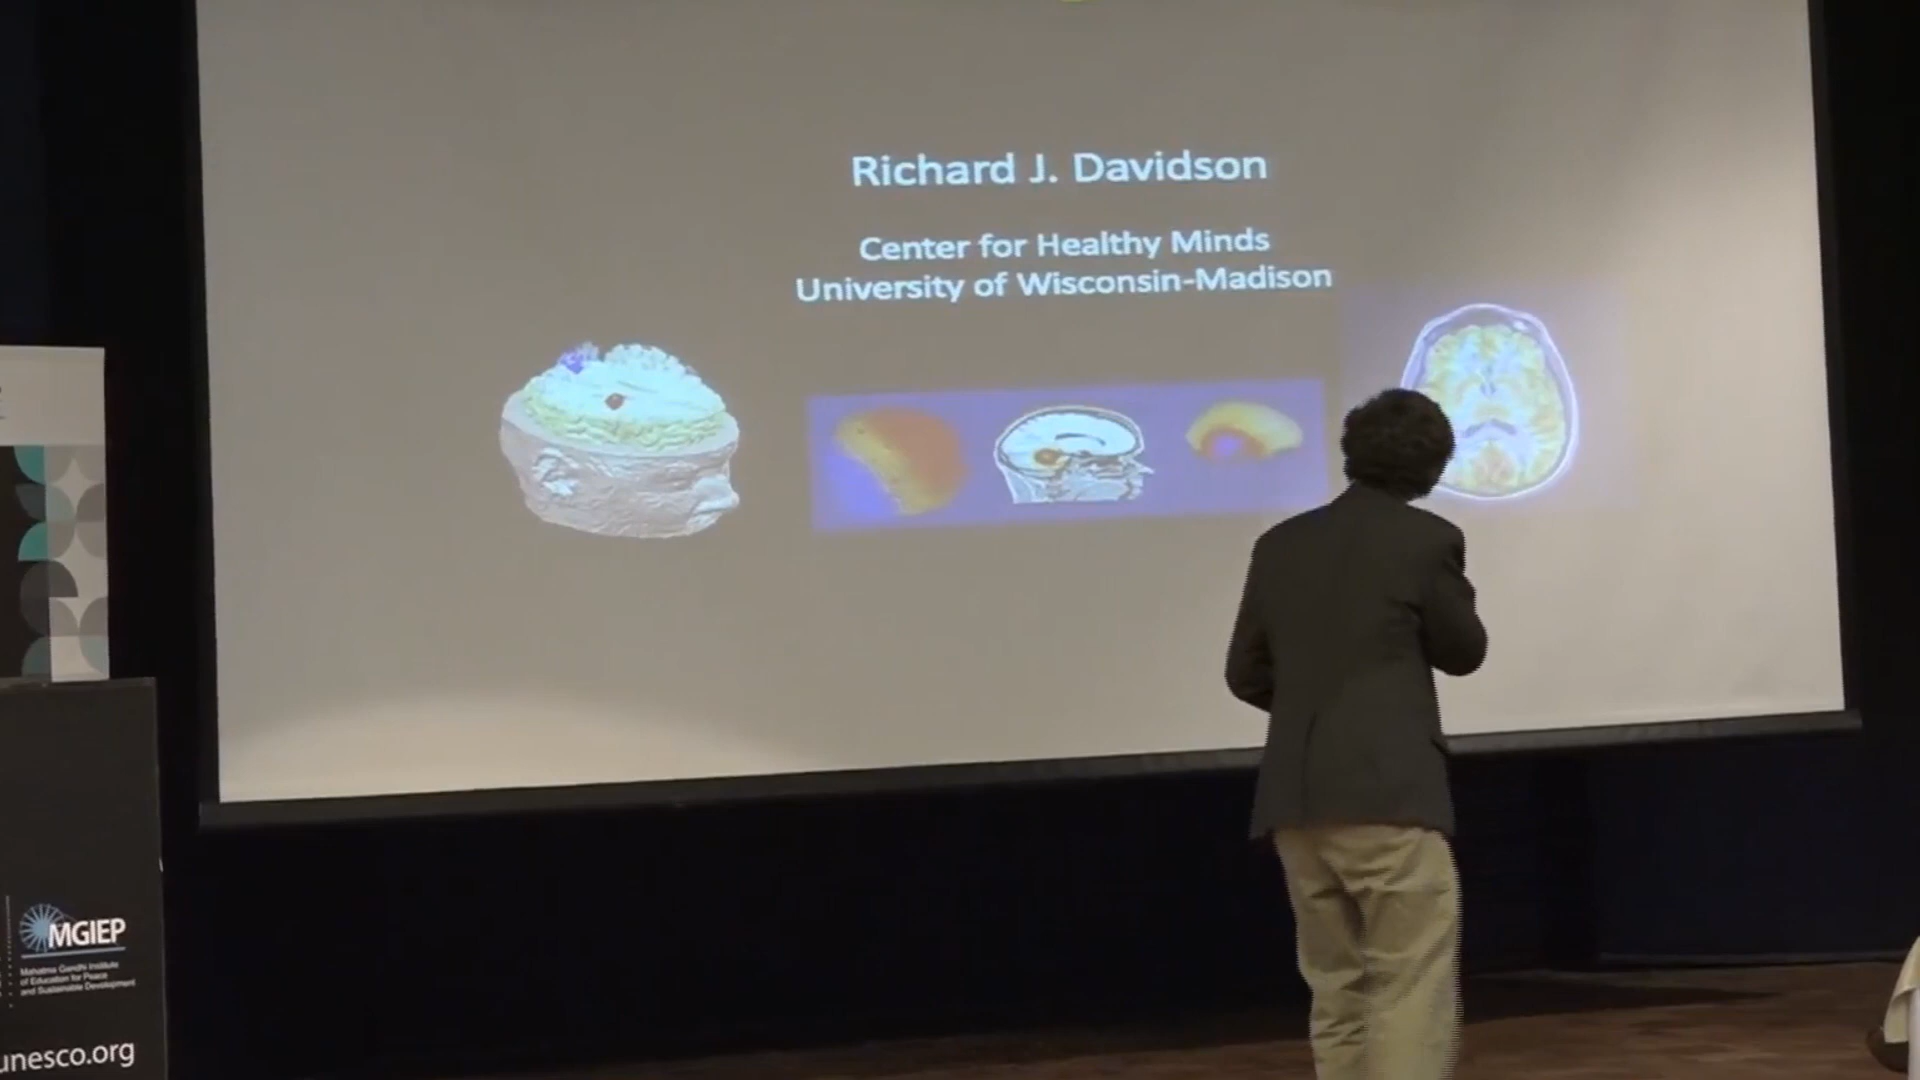 Richard J. Davidson
Center for Healthy Minds
University of Wisconsin-Madison
MGIEP
Mahatma Gandhi Institute
of Education for Peace
and Sustainable Development
unesco.org